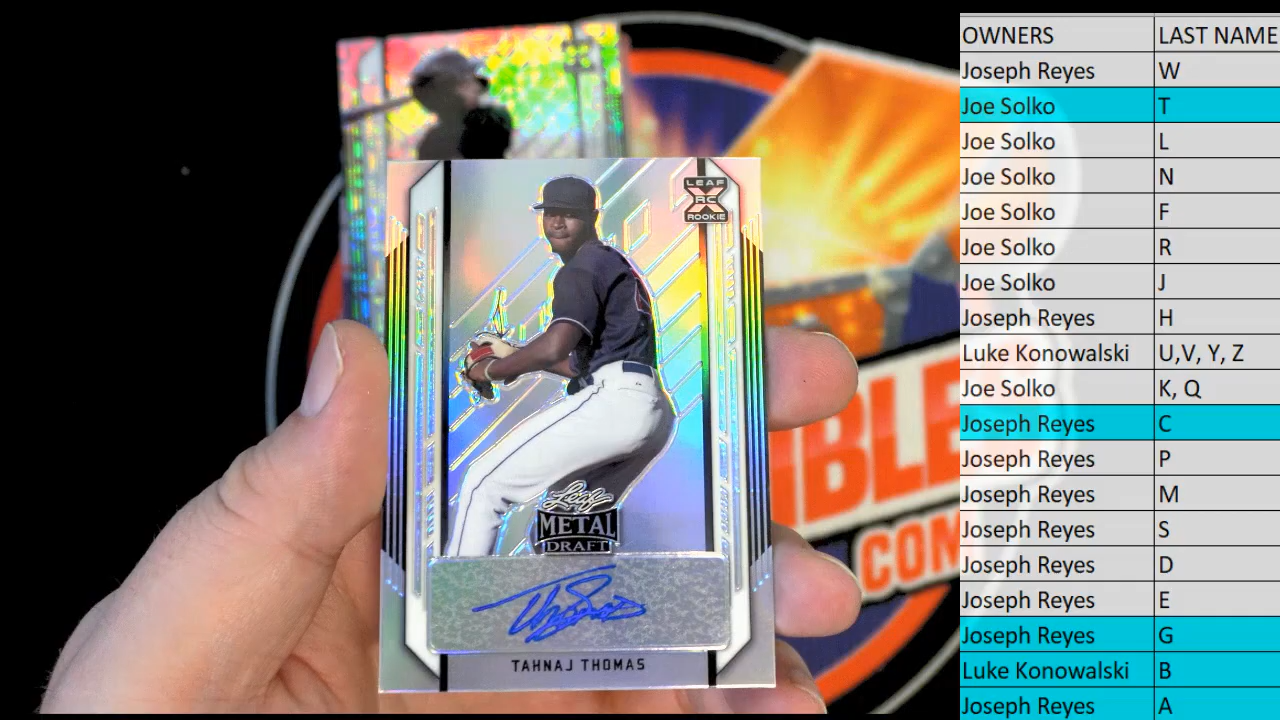 LEAF
RC
ROOKIE
Leaf
METAL
DRAFT
TAHNAJ THOMAS
IBLE
COM
OWNERS LAST NAME
Joseph Reyes W
Joe Solko T
Joe Solko L
Joe Solko N
Joe Solko F
Joe Solko R
Joe Solko J
Joseph Reyes H
Luke Konowalski U,V, Y, Z
Joe Solko K, Q
Joseph Reyes C
Joseph Reyes P
Joseph Reyes M
Joseph Reyes S
Joseph Reyes D
Joseph Reyes E
Joseph Reyes G
Luke Konowalski B
Joseph Reyes A